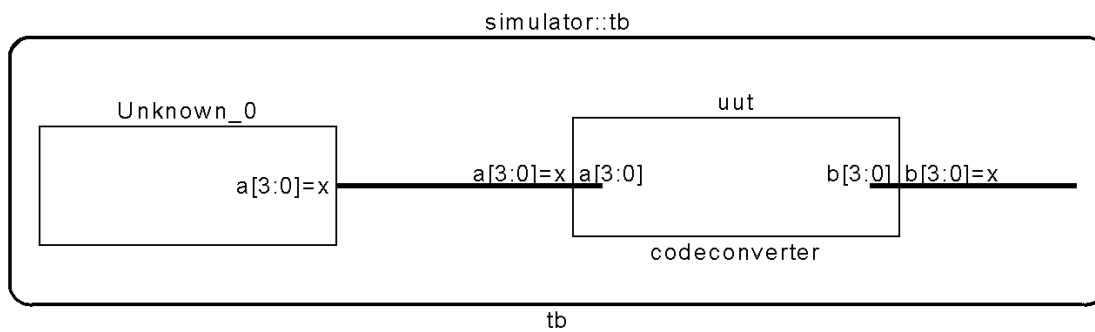 simulator::tb
Unknown_0
uut
a[3:0]=x
a[3:0]=x
a[3:0]
b[3:0]
b[3:0]=x
codeconverter
tb